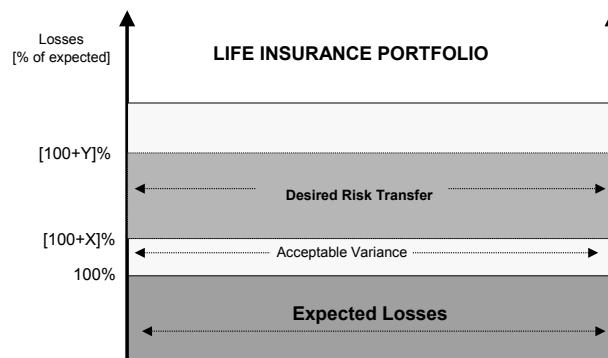 Losses
[% of expected]
LIFE INSURANCE PORTFOLIO
[100+Y]%
Desired Risk Transfer
[100+X]%
Acceptable Variance
100%
Expected Losses